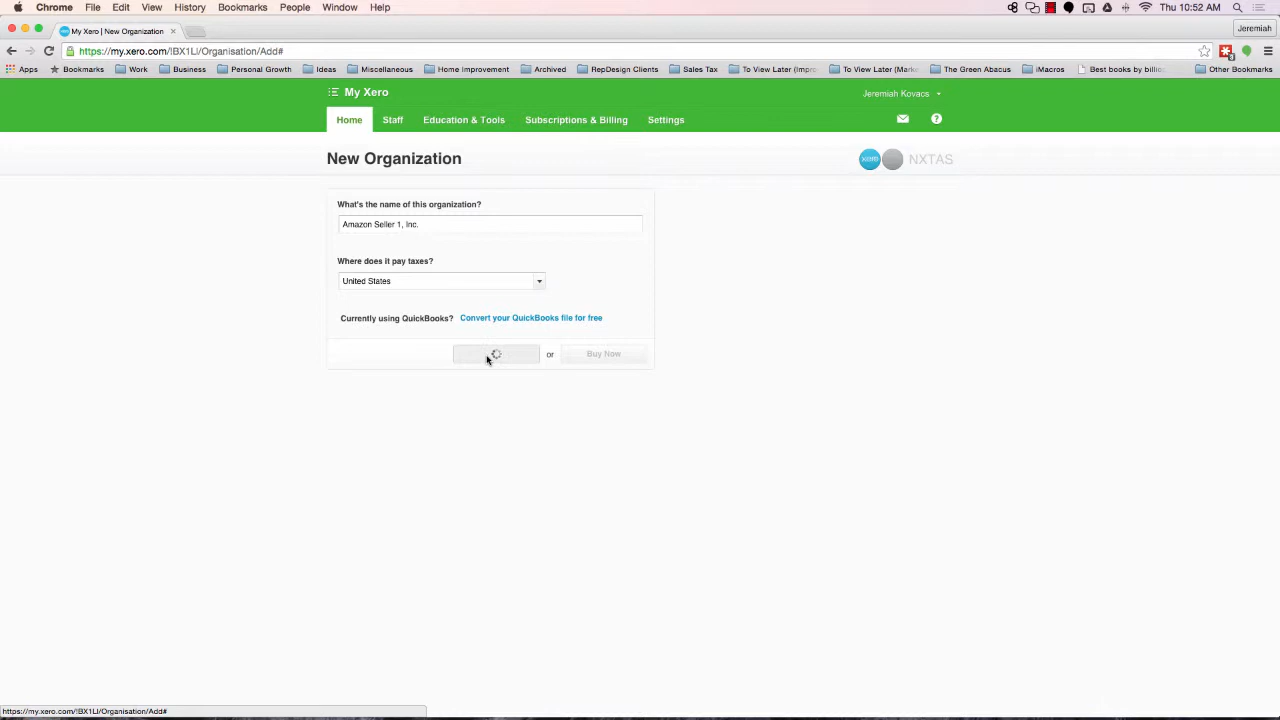 Chrome File Edit View History Bookmarks People Window Help Thu 10:52 AM
My Xero | New Organization × Jeremiah
https://my.xero.com/!BX1LI/Organisation/Add#
Apps Bookmarks Work Business Personal Growth Ideas Miscellaneous Home Improvement Archived RepDesign Clients Sales Tax To View Later (Impro To View Later (Mark The Green Abacus iMacros Best books by billi Other Bookmarks
My Xero Jeremiah Kovacs
Home Staff Education & Tools Subscriptions & Billing Settings ?
New Organization xero NXTAS
What's the name of this organization?
Amazon Seller 1, Inc.
Where does it pay taxes?
United States
Currently using QuickBooks? Convert your QuickBooks file for free
or Buy Now
https://my.xero.com/!BX1LI/Organisation/Add#